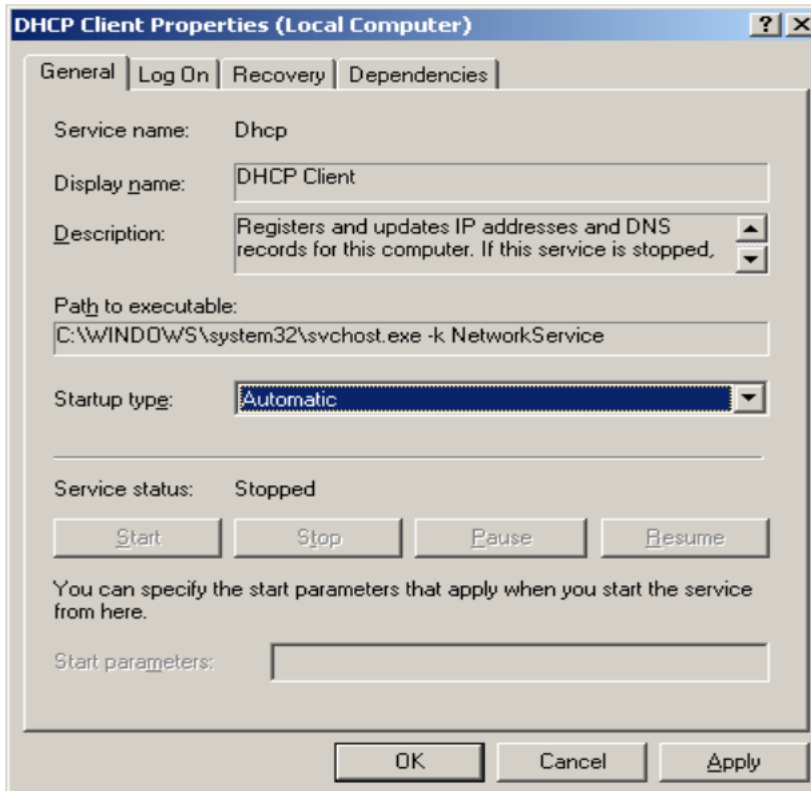 DHCP Client Properties (Local Computer)
General Log On Recovery Dependencies
Service name: Dhcp
Display name: DHCP Client
Description: Registers and updates IP addresses and DNS
records for this computer. If this service is stopped,
Path to executable:
C:\WINDOWS\system32\svchost.exe -k NetworkService
Startup type: Automatic
Service status: Stopped
Start Stop Pause Resume
You can specify the start parameters that apply when you start the service
from here.
Start parameters:
OK Cancel Apply